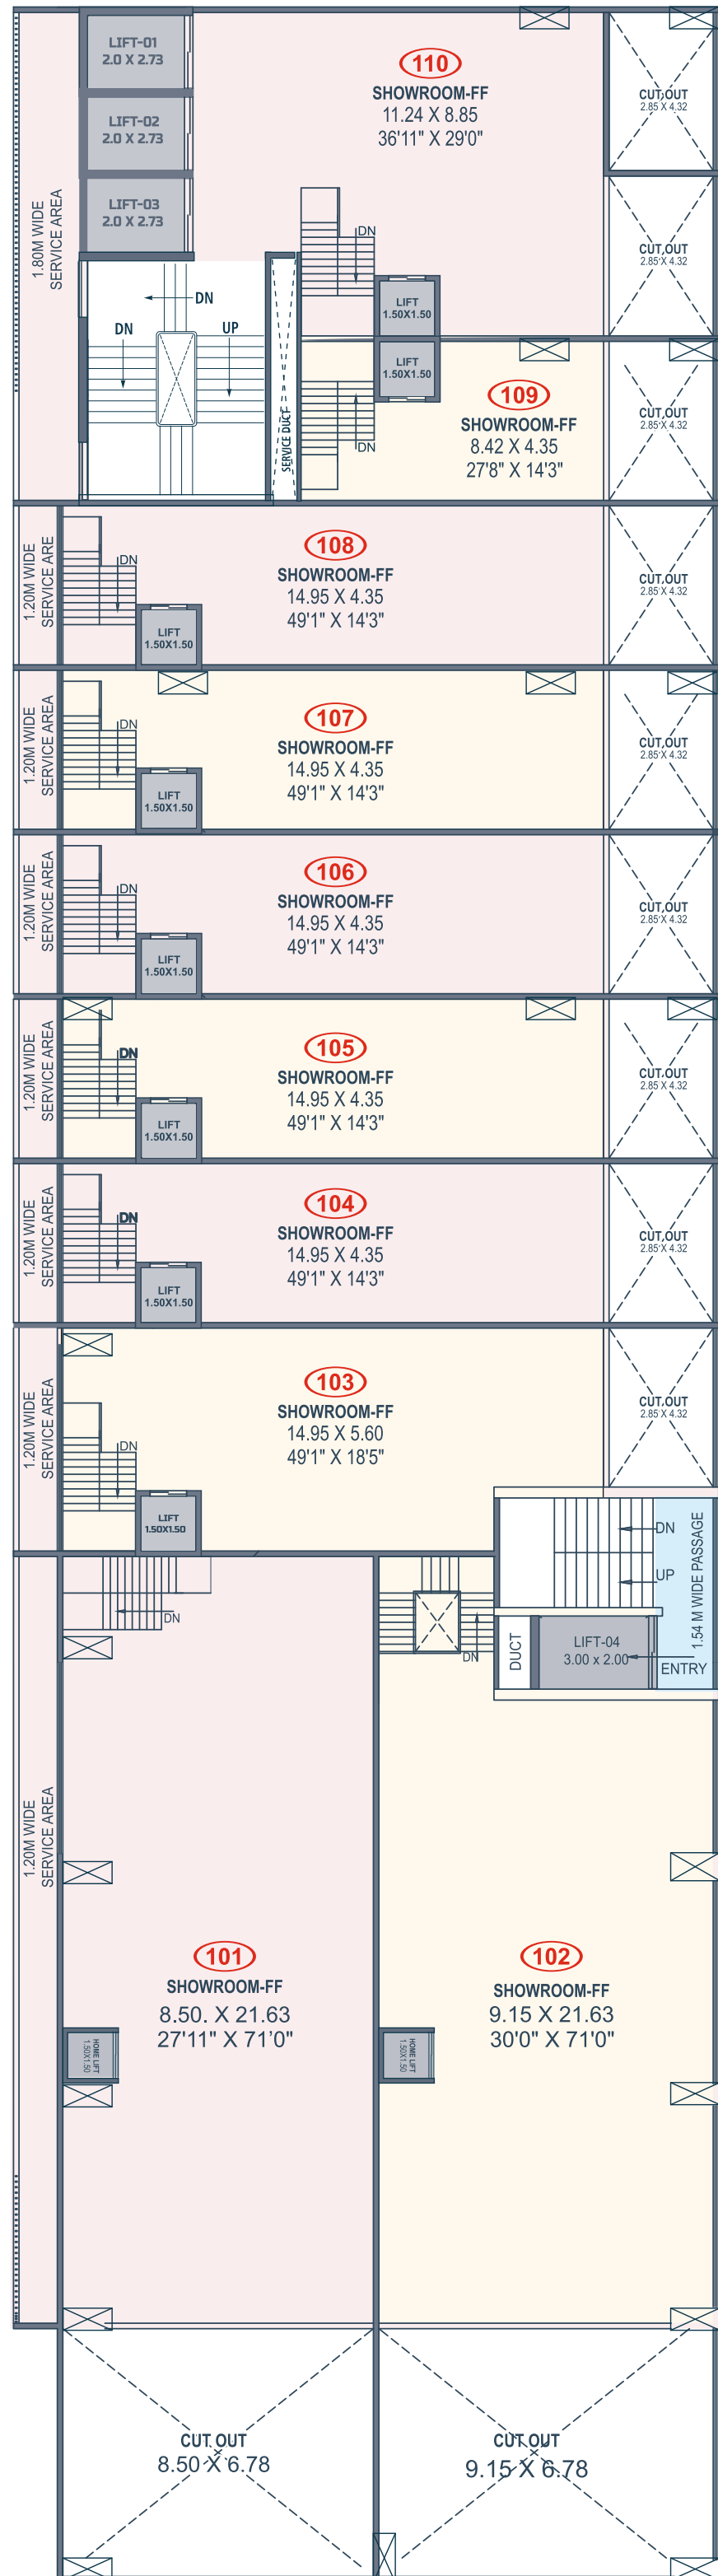 LIFT-01
2.0 X 2.73
LIFT-02
2.0 X 2.73
LIFT-03
2.0 X 2.73
110
SHOWROOM-FF
11.24 X 8.85
36'11" X 29'0"
CUT OUT
2.85 X 4.32
1.80M WIDE
SERVICE AREA
CUT OUT
2.85 X 4.32
DN
LIFT
1.50X1.50
DN
DN
UP
SERVICE DUCT
LIFT
1.50X1.50
DN
109
SHOWROOM-FF
8.42 X 4.35
27'8" X 14'3"
CUT OUT
2.85 X 4.32
1.20M WIDE
SERVICE ARE
DN
LIFT
1.50X1.50
108
SHOWROOM-FF
14.95 X 4.35
49'1" X 14'3"
CUT OUT
2.85 X 4.32
1.20M WIDE
SERVICE AREA
DN
LIFT
1.50X1.50
107
SHOWROOM-FF
14.95 X 4.35
49'1" X 14'3"
CUT OUT
2.85 X 4.32
1.20M WIDE
SERVICE AREA
DN
LIFT
1.50X1.50
106
SHOWROOM-FF
14.95 X 4.35
49'1" X 14'3"
CUT OUT
2.85 X 4.32
1.20M WIDE
SERVICE AREA
DN
LIFT
1.50X1.50
105
SHOWROOM-FF
14.95 X 4.35
49'1" X 14'3"
CUT OUT
2.85 X 4.32
1.20M WIDE
SERVICE AREA
DN
LIFT
1.50X1.50
104
SHOWROOM-FF
14.95 X 4.35
49'1" X 14'3"
CUT OUT
2.85 X 4.32
1.20M WIDE
SERVICE AREA
DN
LIFT
1.50X1.50
103
SHOWROOM-FF
14.95 X 5.60
49'1" X 18'5"
CUT OUT
2.85 X 4.32
DN
UP
1.54 M WIDE PASSAGE
DN
DN
DUCT
LIFT-04
3.00 x 2.00
ENTRY
1.20M WIDE
SERVICE AREA
101
SHOWROOM-FF
8.50. X 21.63
27'11" X 71'0"
HOME LIFT
1.50X1.50
102
SHOWROOM-FF
9.15 X 21.63
30'0" X 71'0"
HOME LIFT
1.50X1.50
CUT OUT
8.50 X 6.78
CUT OUT
9.15 X 6.78